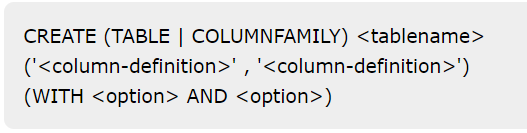 CREATE (TABLE | COLUMNFAMILY) <tablename>
('<column-definition>' , '<column-definition>')
(WITH <option> AND <option>)